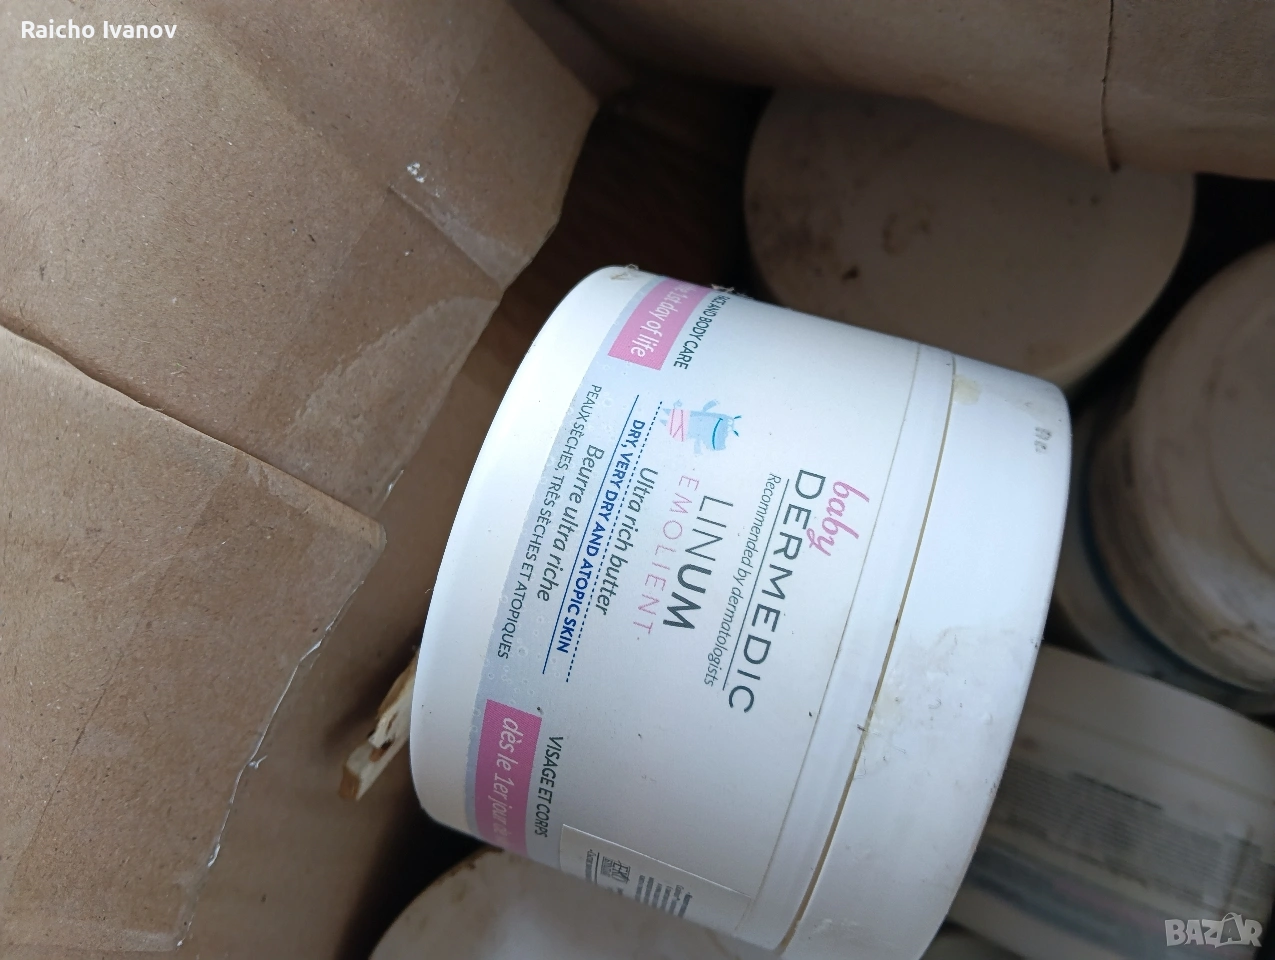 Raicho Ivanov
baby
DERMEDIC
Recommended by dermatologists
LINUM
EMOLIENT
Ultra rich butter
DRY, VERY DRY AND ATOPIC SKIN
Beurre ultra riche
PEAUX SÈCHES, TRÈS SÈCHES ET ATOPIQUES
AND BODY CARE
1st day of life
VISAGE ET CORPS
dès le 1er jour
BAZAR